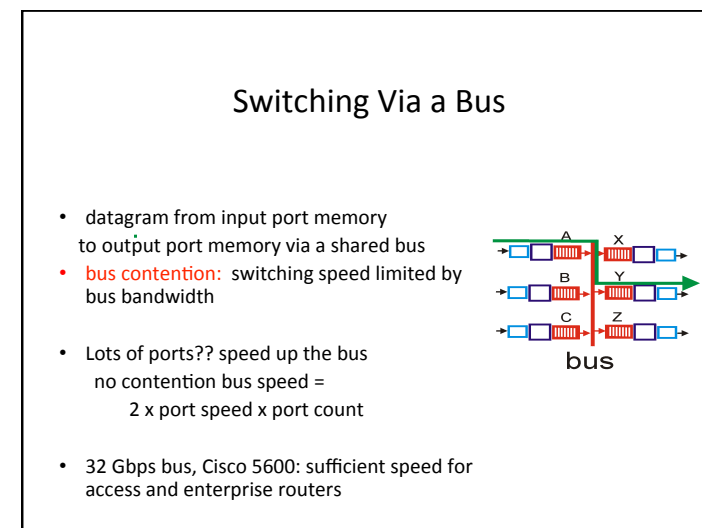 Switching Via a Bus
• datagram from input port memory
to output port memory via a shared bus
• bus contention: switching speed limited by
bus bandwidth
• Lots of ports?? speed up the bus
no contention bus speed =
2 x port speed x port count
• 32 Gbps bus, Cisco 5600: sufficient speed for
access and enterprise routers
A X
B Y
C Z
bus